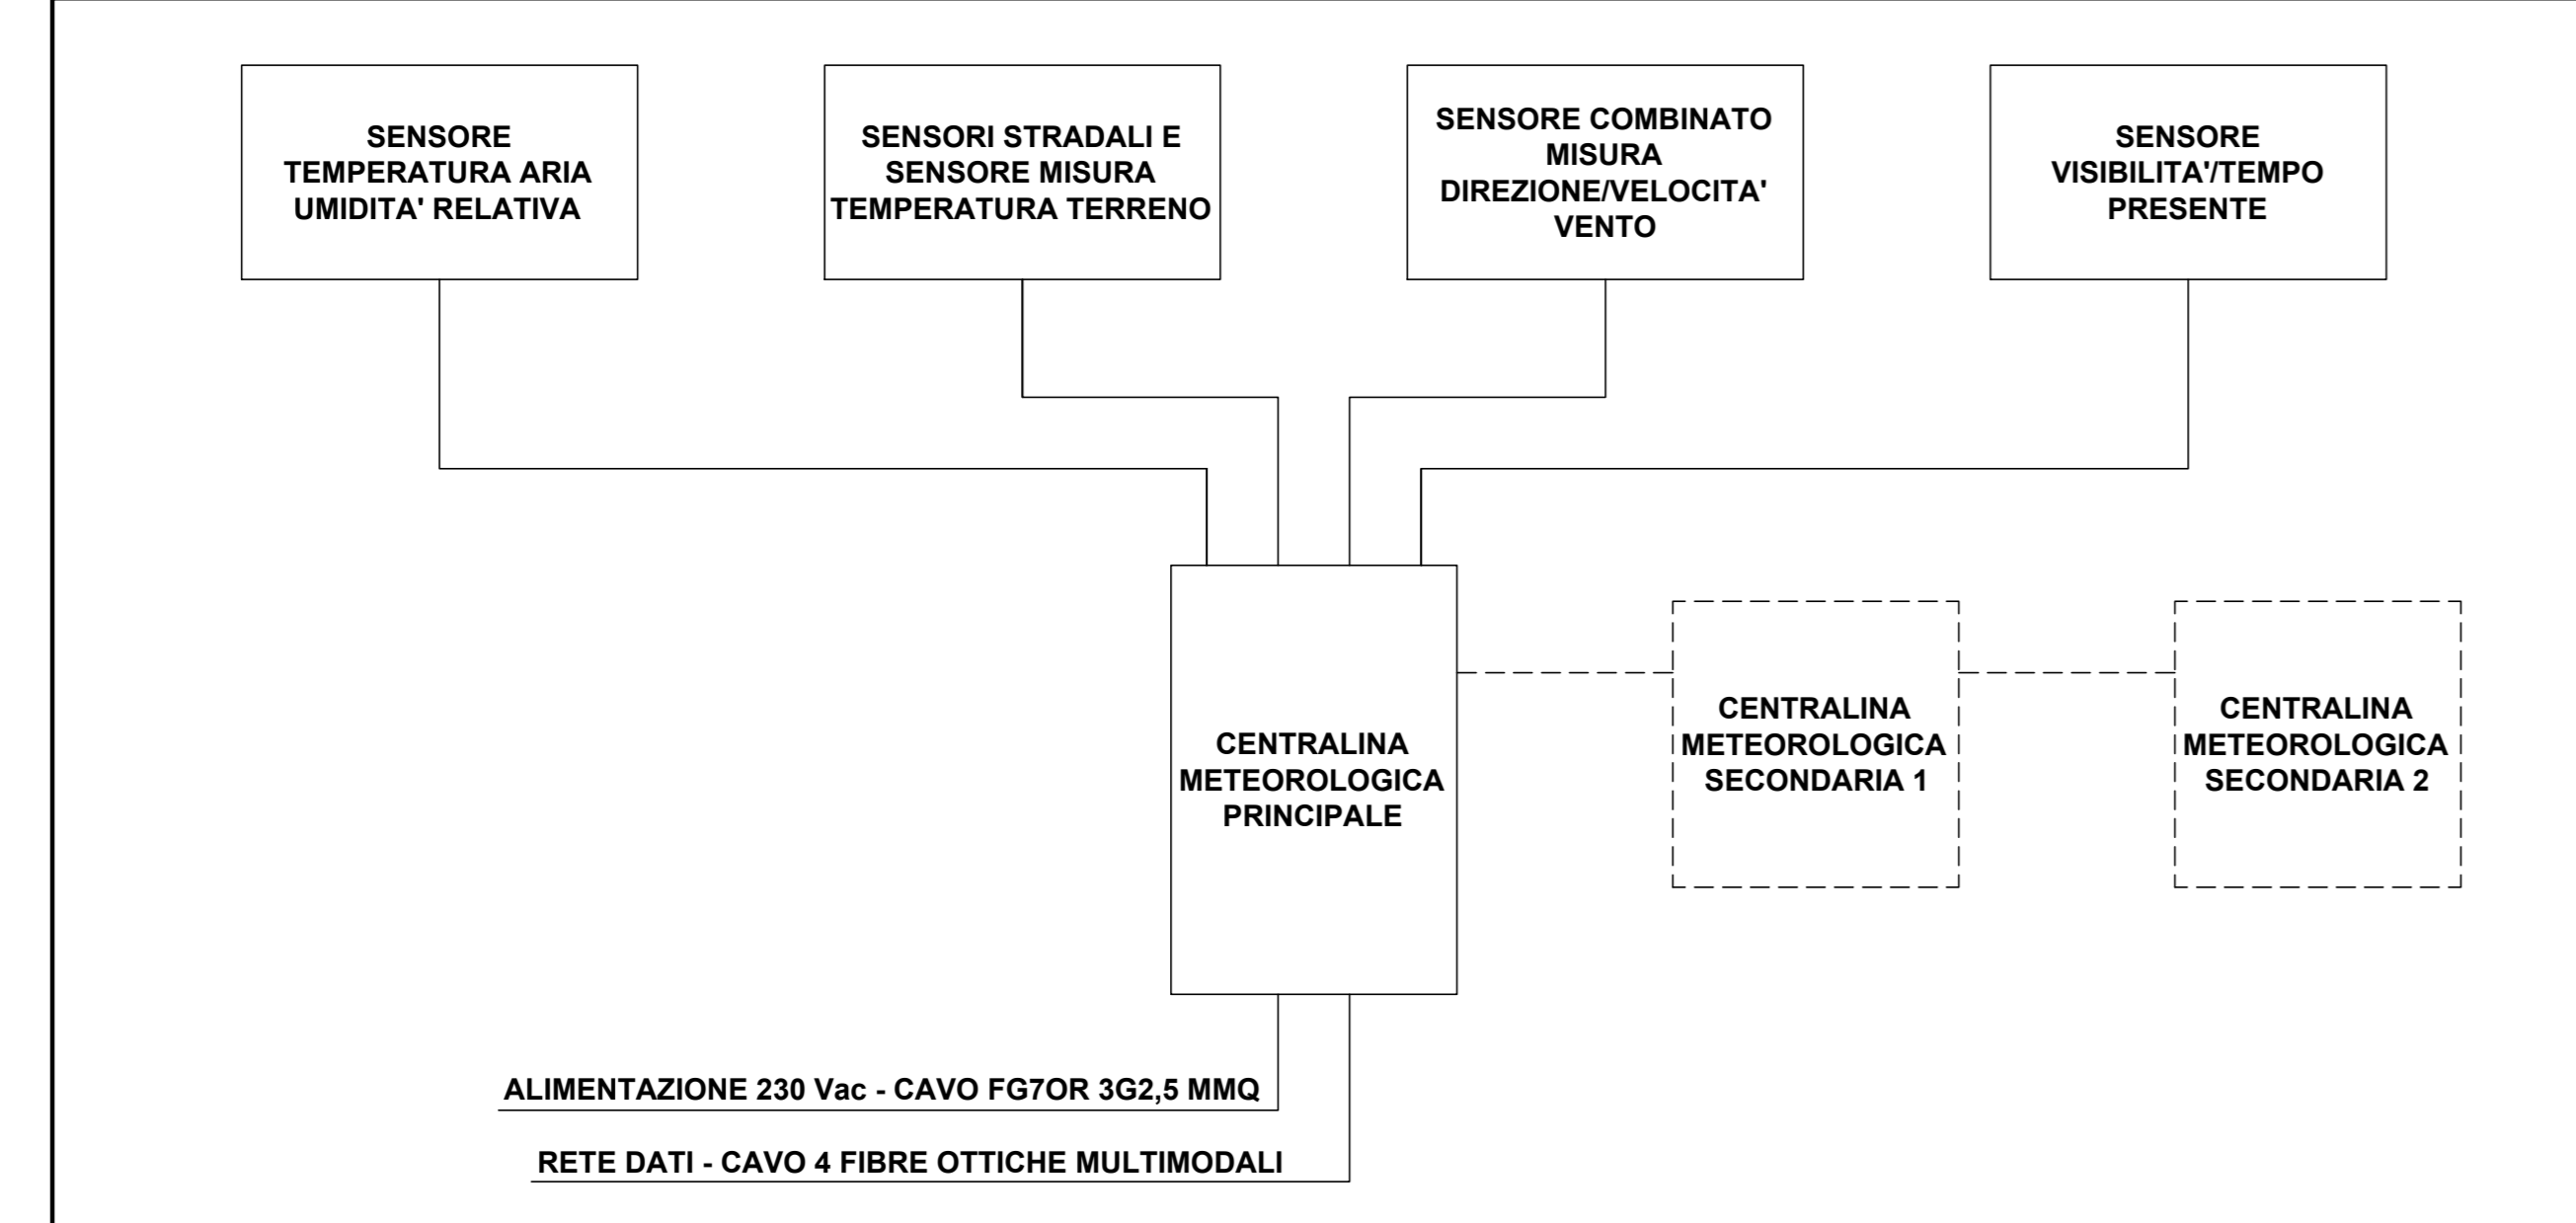 SENSORE
TEMPERATURA ARIA
UMIDITA' RELATIVA
SENSORI STRADALI E
SENSORE MISURA
TEMPERATURA TERRENO
SENSORE COMBINATO
MISURA
DIREZIONE/VELOCITA'
VENTO
SENSORE
VISIBILITA'/TEMPO
PRESENTE
CENTRALINA
METEOROLOGICA
PRINCIPALE
CENTRALINA
METEOROLOGICA
SECONDARIA 1
CENTRALINA
METEOROLOGICA
SECONDARIA 2
ALIMENTAZIONE 230 Vac - CAVO FG7OR 3G2,5 MMQ
RETE DATI - CAVO 4 FIBRE OTTICHE MULTIMODALI